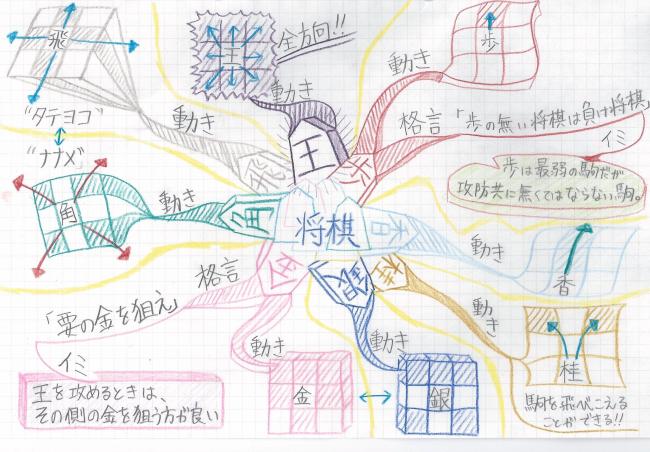 将棋
王
動き
王
全方向!!
歩
動き
歩
格言
「歩の無い将棋は負け将棋」
イミ
歩は最弱の駒だが
攻防共に無くてはならない駒。
香
動き
香
桂
動き
桂
駒を飛びこえる
ことができる!!
銀
動き
銀
金
動き
金
格言
「要の金を狙え」
イミ
王を攻めるときは、
その側の金を狙う方が良い
角
動き
角
"ナナメ"
"タテヨコ"
飛
動き
飛